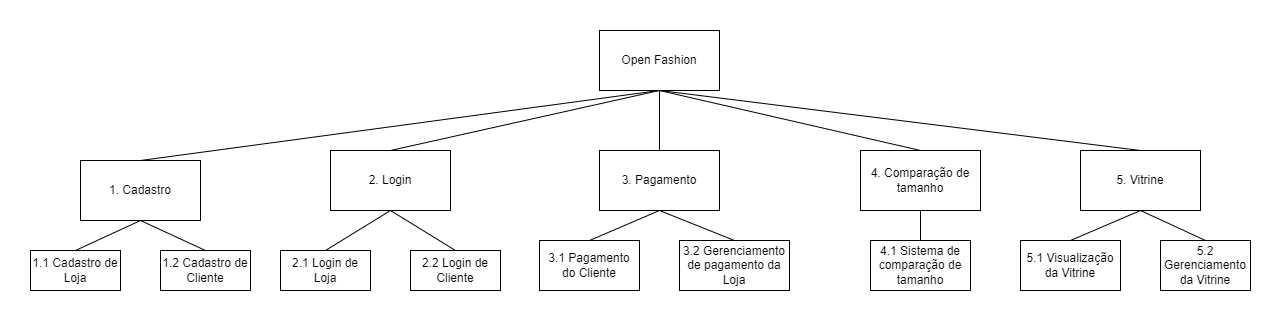 Open Fashion
1. Cadastro
2. Login
3. Pagamento
4. Comparação de
tamanho
5. Vitrine
1.1 Cadastro de
Loja
1.2 Cadastro de
Cliente
2.1 Login de
Loja
2.2 Login de
Cliente
3.1 Pagamento
do Cliente
3.2 Gerenciamento
de pagamento da
Loja
4.1 Sistema de
comparação de
tamanho
5.1 Visualização
da Vitrine
5.2
Gerenciamento
da Vitrine